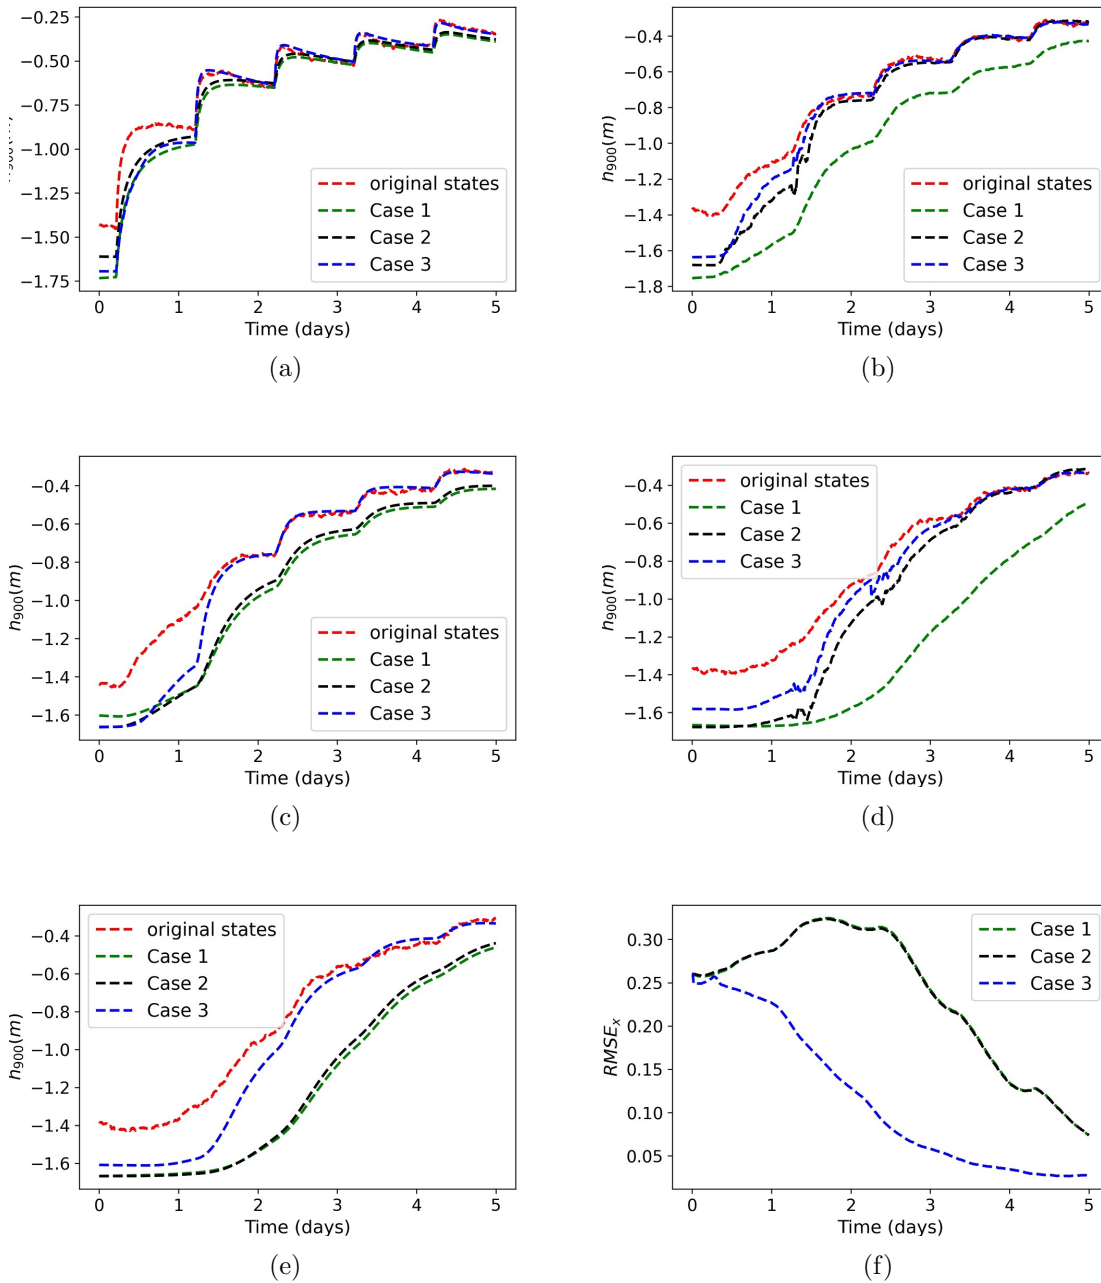 −0.25
−0.50
−0.75
−1.00
−1.25
−1.50
−1.75
original states
Case 1
Case 2
Case 3
0 1 2 3 4 5
Time (days)
(a)
−0.4
−0.6
−0.8
−1.0
−1.2
−1.4
−1.6
−1.8
h900(m)
original states
Case 1
Case 2
Case 3
0 1 2 3 4 5
Time (days)
(b)
−0.4
−0.6
−0.8
−1.0
−1.2
−1.4
−1.6
h900(m)
original states
Case 1
Case 2
Case 3
0 1 2 3 4 5
Time (days)
(c)
−0.4
−0.6
−0.8
−1.0
−1.2
−1.4
−1.6
h900(m)
original states
Case 1
Case 2
Case 3
0 1 2 3 4 5
Time (days)
(d)
−0.4
−0.6
−0.8
−1.0
−1.2
−1.4
−1.6
h900(m)
original states
Case 1
Case 2
Case 3
0 1 2 3 4 5
Time (days)
(e)
0.30
0.25
0.20
0.15
0.10
0.05
RMSEx
Case 1
Case 2
Case 3
0 1 2 3 4 5
Time (days)
(f)